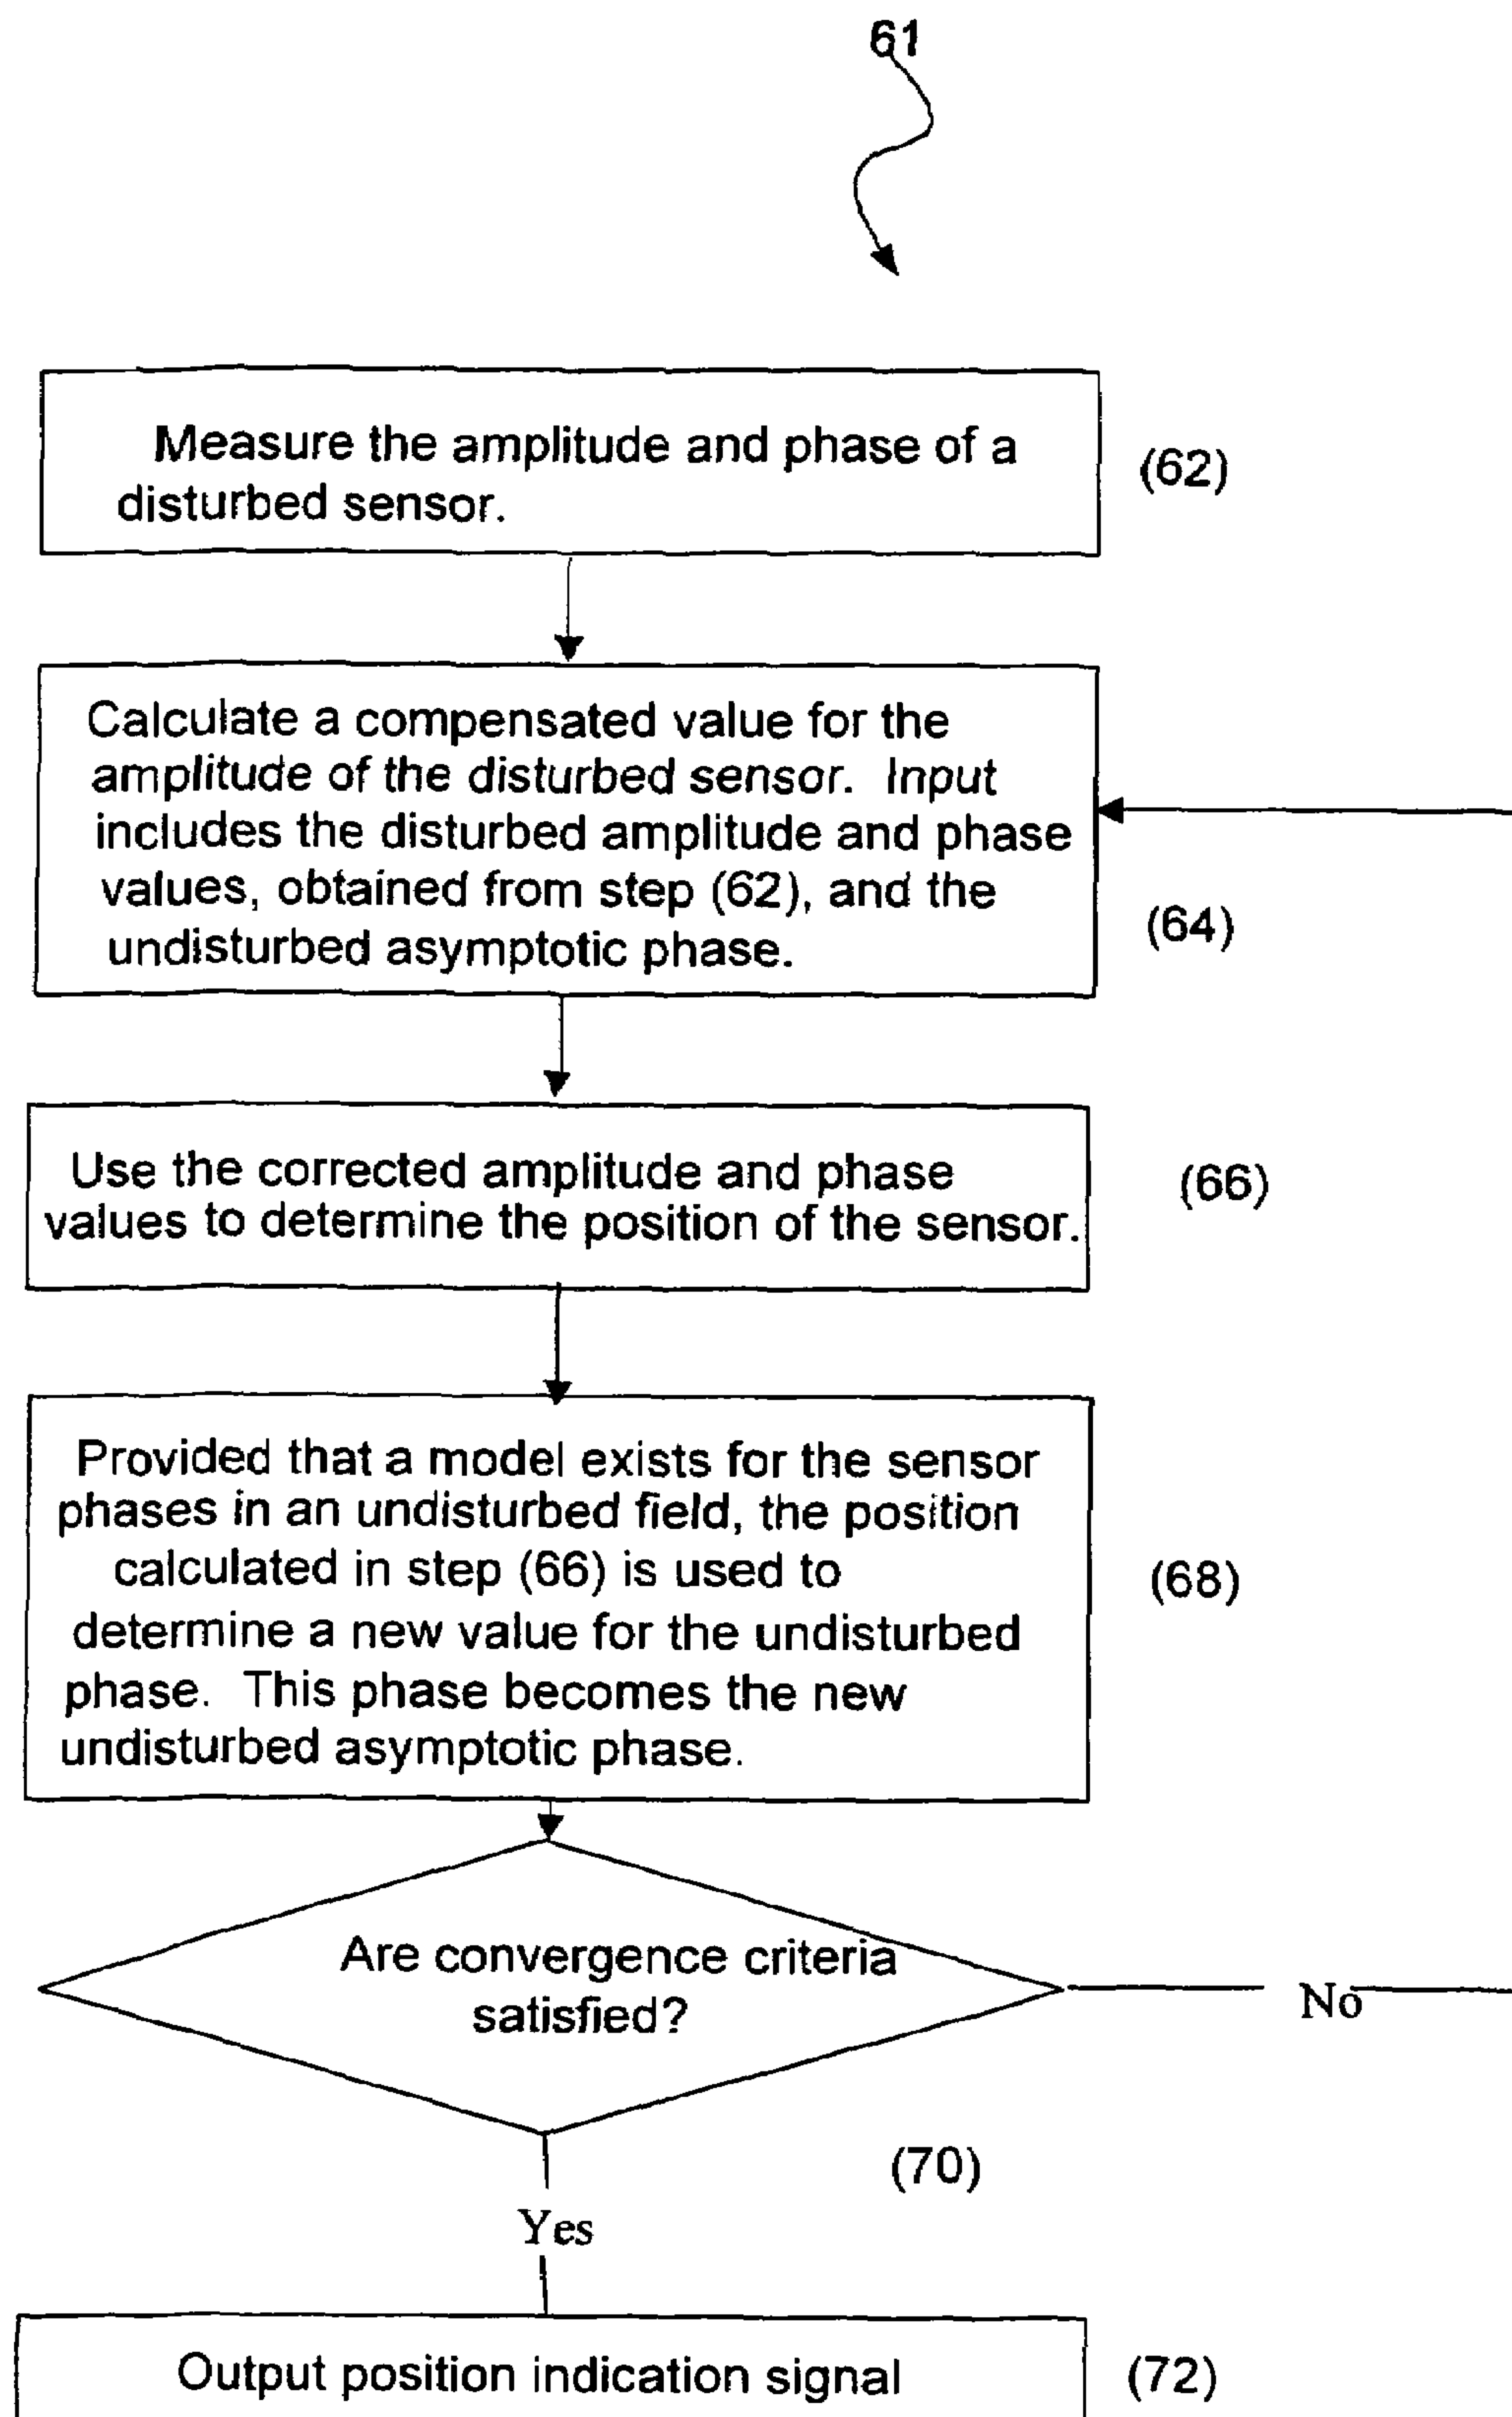 61
Measure the amplitude and phase of a
disturbed sensor.
(62)
Calculate a compensated value for the
amplitude of the disturbed sensor. Input
includes the disturbed amplitude and phase
values, obtained from step (62), and the
undisturbed asymptotic phase.
(64)
Use the corrected amplitude and phase
values to determine the position of the sensor.
(66)
Provided that a model exists for the sensor
phases in an undisturbed field, the position
calculated in step (66) is used to
determine a new value for the undisturbed
phase. This phase becomes the new
undisturbed asymptotic phase.
(68)
Are convergence criteria
satisfied?
No
(70)
Yes
Output position indication signal
(72)